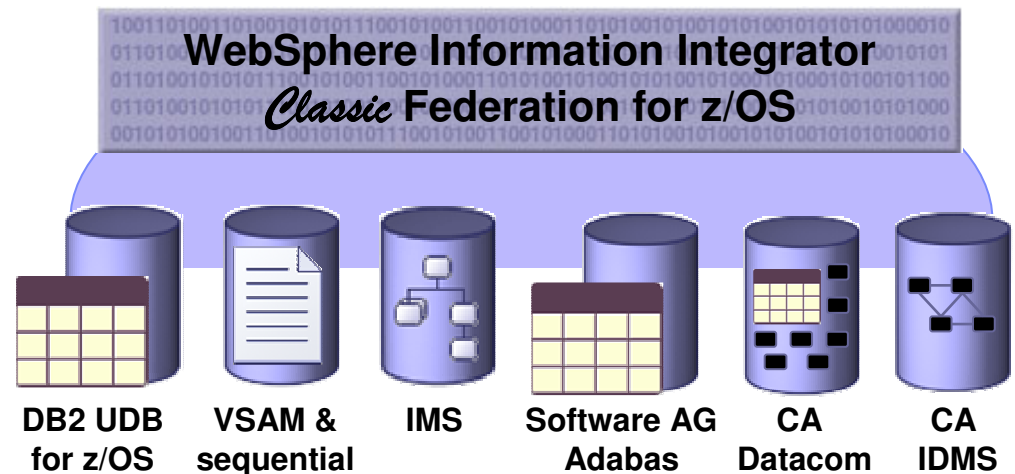 WebSphere Information Integrator
Classic Federation for z/OS
DB2 UDB
for z/OS
VSAM &
sequential
IMS
Software AG
Adabas
CA
Datacom
CA
IDMS